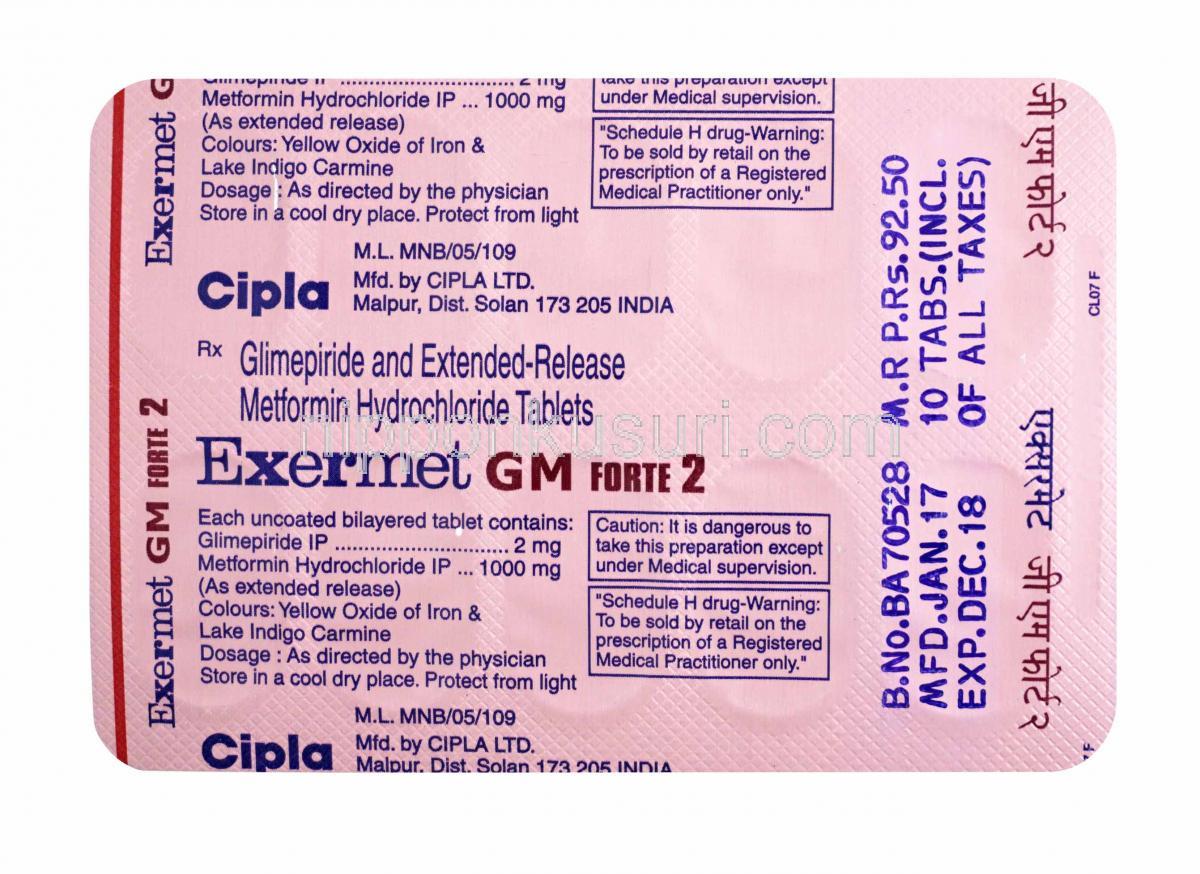 Glimepiride IP ............................... 2 mg
Metformin Hydrochloride IP ... 1000 mg
(As extended release)
Colours: Yellow Oxide of Iron &
Lake Indigo Carmine
Dosage : As directed by the physician
Store in a cool dry place. Protect from light
take this preparation except
under Medical supervision.
"Schedule H drug-Warning:
To be sold by retail on the
prescription of a Registered
Medical Practitioner only."
M.L. MNB/05/109
Cipla
Mfd. by CIPLA LTD.
Malpur, Dist. Solan 173 205 INDIA
Rx Glimepiride and Extended-Release
Metformin Hydrochloride Tablets
Exermet GM FORTE 2
Each uncoated bilayered tablet contains:
Glimepiride IP ............................... 2 mg
Metformin Hydrochloride IP ... 1000 mg
(As extended release)
Colours: Yellow Oxide of Iron &
Lake Indigo Carmine
Dosage : As directed by the physician
Store in a cool dry place. Protect from light
Caution: It is dangerous to
take this preparation except
under Medical supervision.
"Schedule H drug-Warning:
To be sold by retail on the
prescription of a Registered
Medical Practitioner only."
M.L. MNB/05/109
Cipla
Mfd. by CIPLA LTD.
Malpur, Dist. Solan 173 205 INDIA
Exermet G
Exermet GM FORTE 2
B.No.BA70528 M.R P.Rs.92.50
MFD.JAN.17 10 TABS.(INCL.
EXP.DEC.18 OF ALL TAXES)
जी एम फोर्ट २
एक्सरमेट जी एम फोर्ट २
CL07 F
nipponkusuri.com